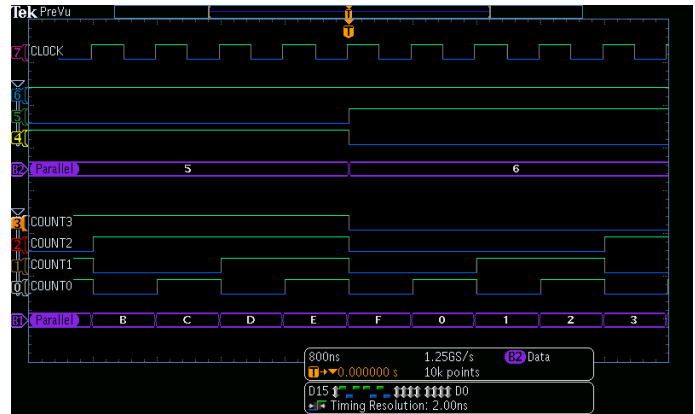 Tek PreVu
T
T
7 CLOCK
6
5
4
B2 Parallel 5 6
3 COUNT3
2 COUNT2
1 COUNT1
0 COUNT0
B1 Parallel B C D E F 0 1 2 3
800ns 1.25GS/s B2 Data
T→▼0.000000 s 10k points
D15 D0
Timing Resolution: 2.00ns